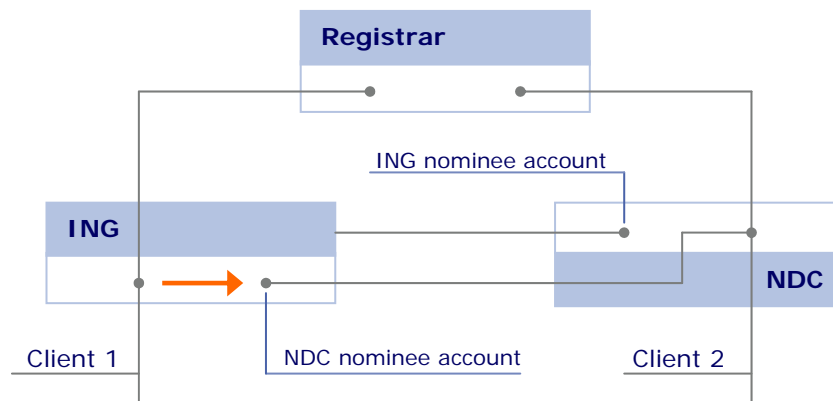 Registrar
ING nominee account
ING
NDC
Client 1
NDC nominee account
Client 2